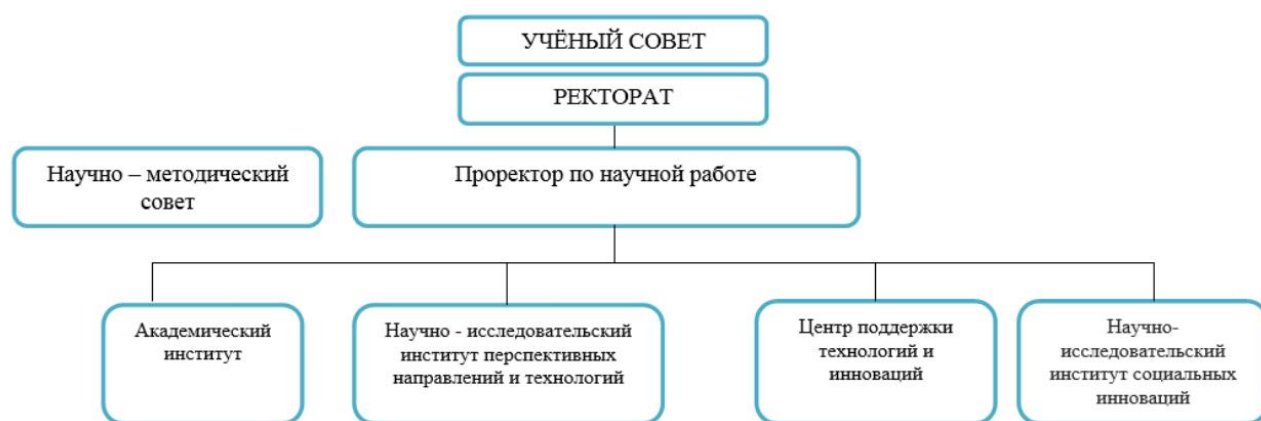 УЧЁНЫЙ СОВЕТ
РЕКТОРАТ
Научно – методический
совет
Проректор по научной работе
Академический
институт
Научно - исследовательский
институт перспективных
направлений и технологий
Центр поддержки
технологий и
инноваций
Научно-
исследовательский
институт социальных
инноваций